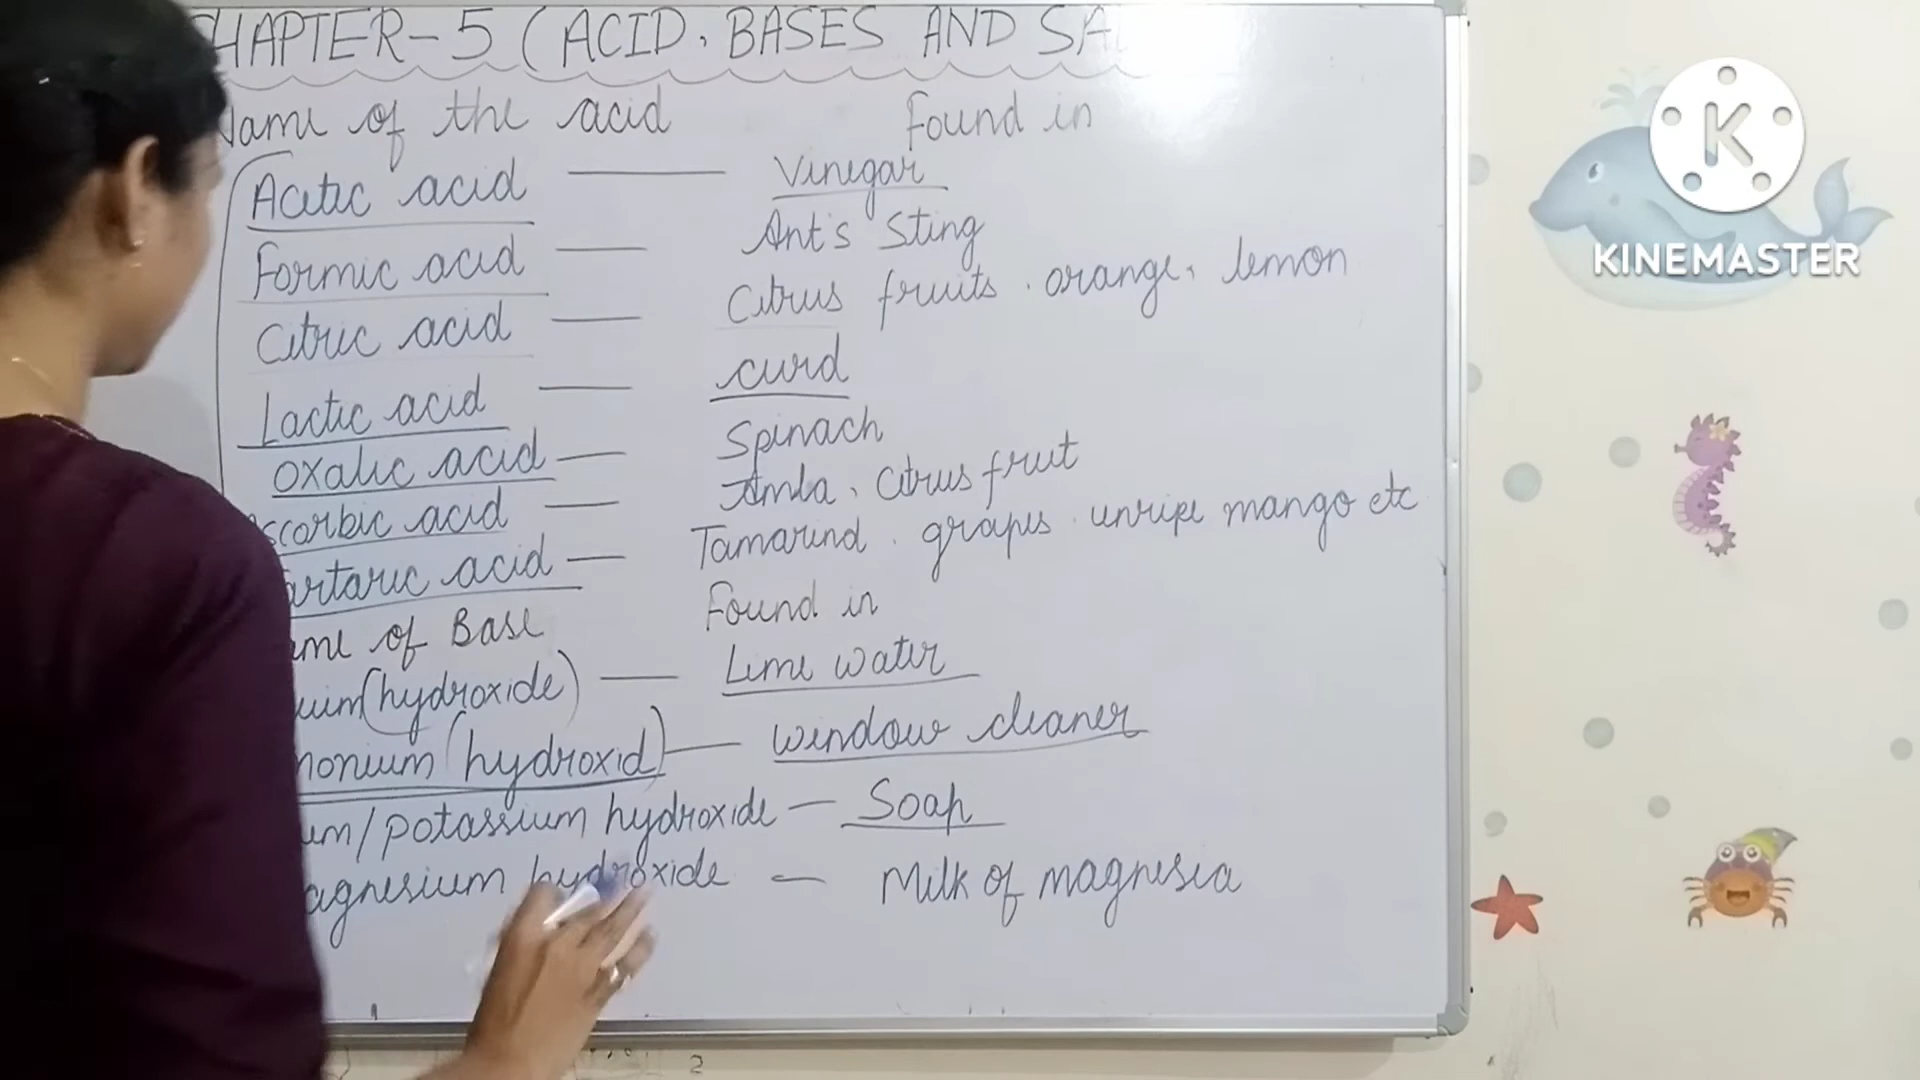 HAPTER-5 (ACID, BASES AND SA
Name of the acid Found in
Acetic acid — Vinegar
Formic acid — Ant's Sting
Citric acid — Citrus fruits, orange, lemon
Lactic acid — curd
oxalic acid — Spinach
scorbic acid — Amla, Citrus fruit
artaric acid — Tamarind, grapes, unripe mango etc
me of Base Found in
ium (hydroxide) — Lime water
monium (hydroxid) — window cleaner
um/potassium hydroxide — Soap
agnesium hydroxide — Milk of magnesia
2
K
KINEMASTER